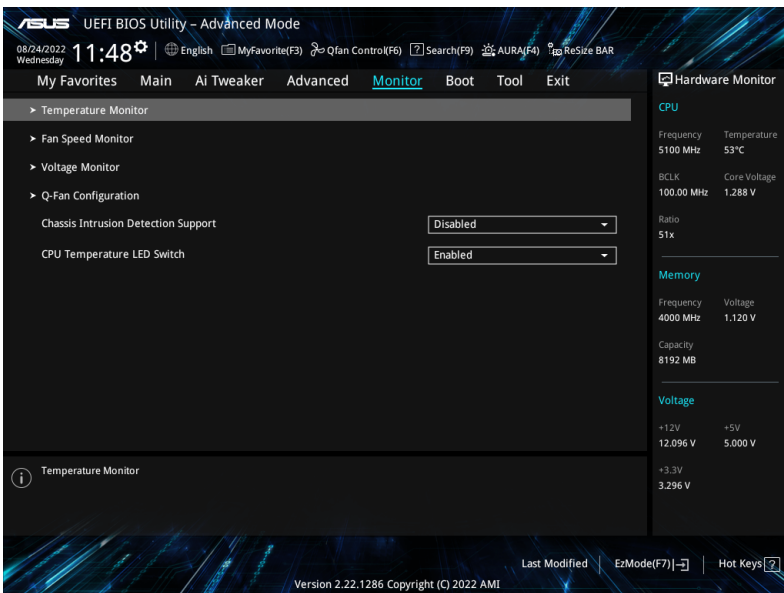 ASUS UEFI BIOS Utility – Advanced Mode
08/24/2022 Wednesday 11:48 English MyFavorite(F3) Qfan Control(F6) ? Search(F9) AURA(F4) ReSize BAR
My Favorites Main Ai Tweaker Advanced Monitor Boot Tool Exit
Hardware Monitor
> Temperature Monitor
> Fan Speed Monitor
> Voltage Monitor
> Q-Fan Configuration
Chassis Intrusion Detection Support Disabled
CPU Temperature LED Switch Enabled
i Temperature Monitor
CPU
Frequency Temperature
5100 MHz 53°C
BCLK Core Voltage
100.00 MHz 1.288 V
Ratio
51x
Memory
Frequency Voltage
4000 MHz 1.120 V
Capacity
8192 MB
Voltage
+12V +5V
12.096 V 5.000 V
+3.3V
3.296 V
Last Modified EzMode(F7) Hot Keys ?
Version 2.22.1286 Copyright (C) 2022 AMI